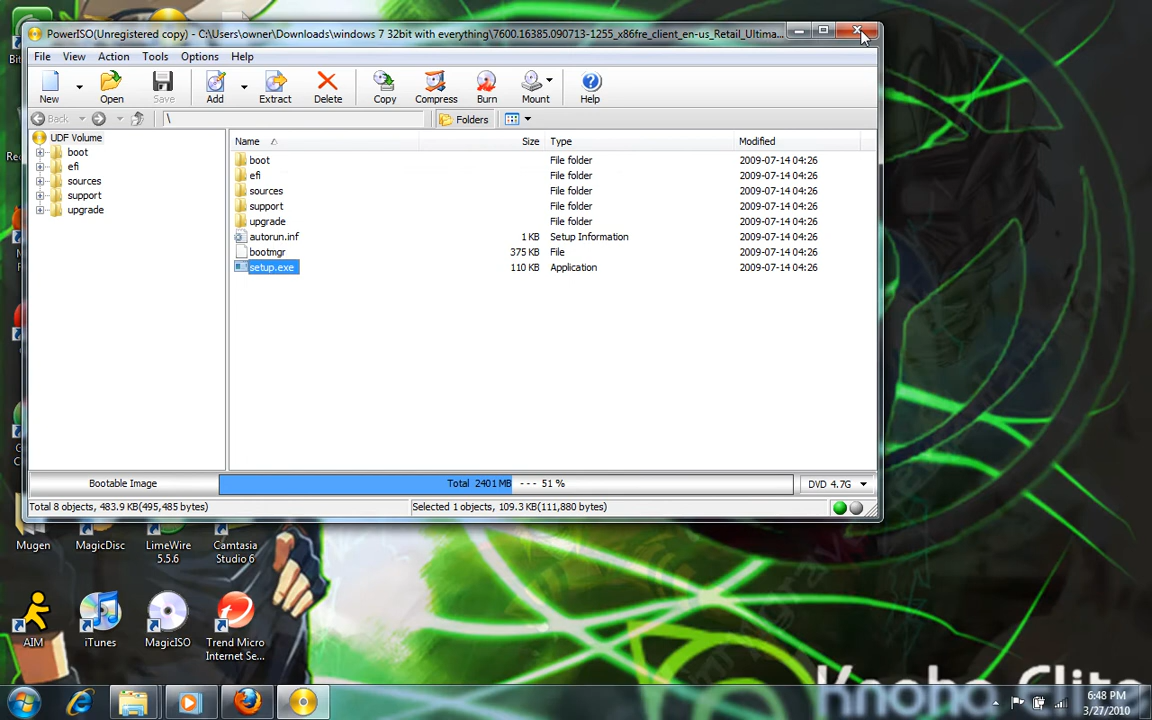 PowerISO(Unregistered copy) - C:\Users\owner\Downloads\windows 7 32bit with everything\7600.16385.090713-1255_x86fre_client_en-us_Retail_Ultima...
File View Action Tools Options Help
New Open Save Add Extract Delete Copy Compress Burn Mount Help
Back \ Folders
UDF Volume
boot
efi
sources
support
upgrade
Name Size Type Modified
boot File folder 2009-07-14 04:26
efi File folder 2009-07-14 04:26
sources File folder 2009-07-14 04:26
support File folder 2009-07-14 04:26
upgrade File folder 2009-07-14 04:26
autorun.inf 1 KB Setup Information 2009-07-14 04:26
bootmgr 375 KB File 2009-07-14 04:26
setup.exe 110 KB Application 2009-07-14 04:26
Bootable Image Total 2401MB --- 51 % DVD 4.7G
Total 8 objects, 483.9 KB(495,485 bytes) Selected 1 objects, 109.3 KB(111,880 bytes)
Mugen MagicDisc LimeWire 5.5.6 Camtasia Studio 6
AIM iTunes MagicISO Trend Micro Internet Se...
6:48 PM
3/27/2010